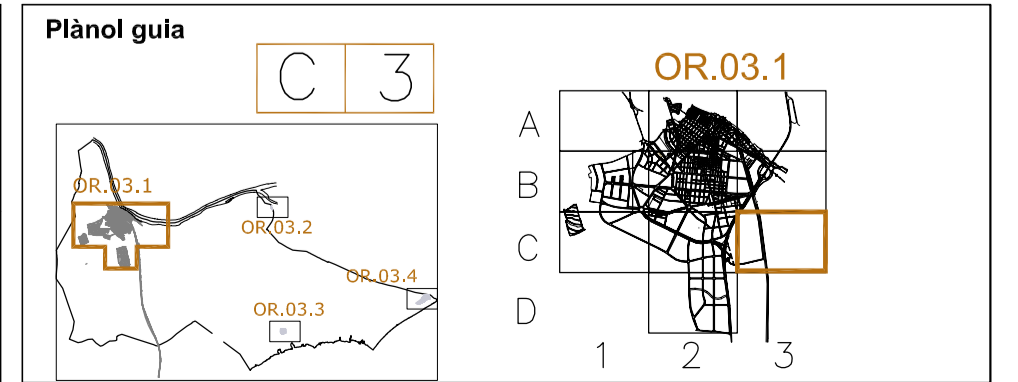 Plànol guia
C 3
OR.03.1
OR.03.2
OR.03.4
OR.03.3
OR.03.1
A
B
C
D
1 2 3